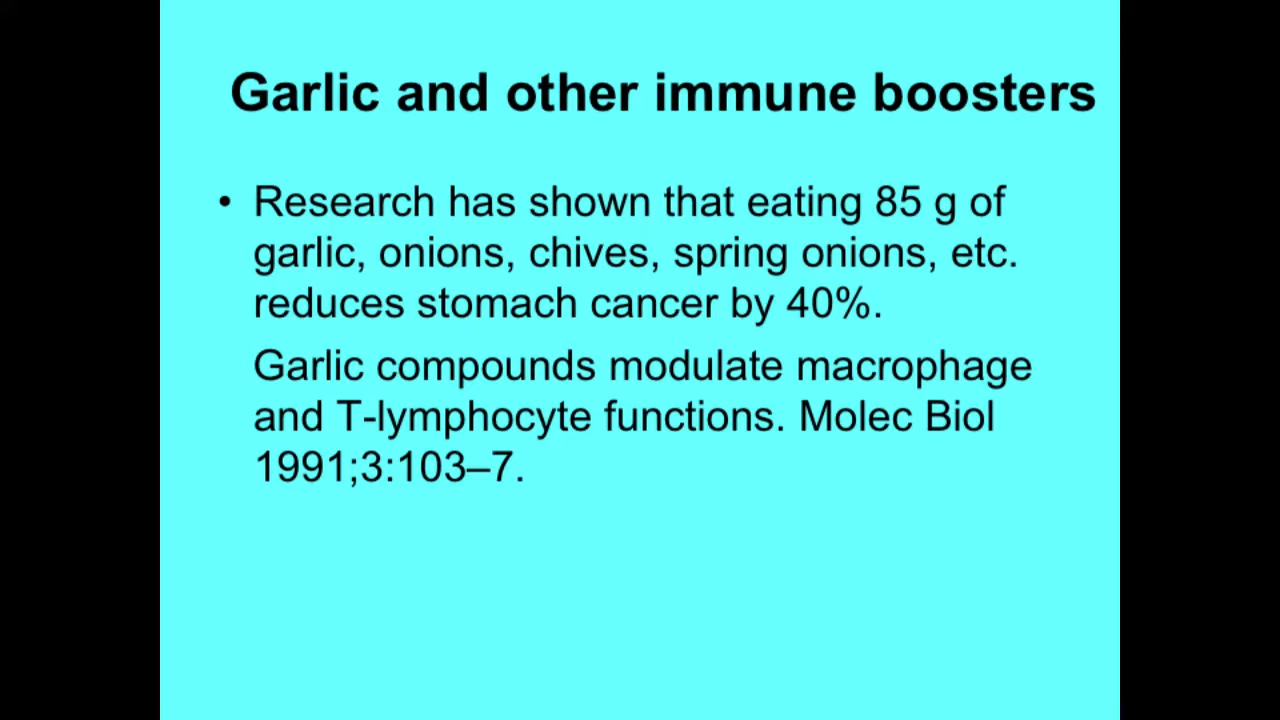 Garlic and other immune boosters
• Research has shown that eating 85 g of
garlic, onions, chives, spring onions, etc.
reduces stomach cancer by 40%.
Garlic compounds modulate macrophage
and T-lymphocyte functions. Molec Biol
1991;3:103–7.